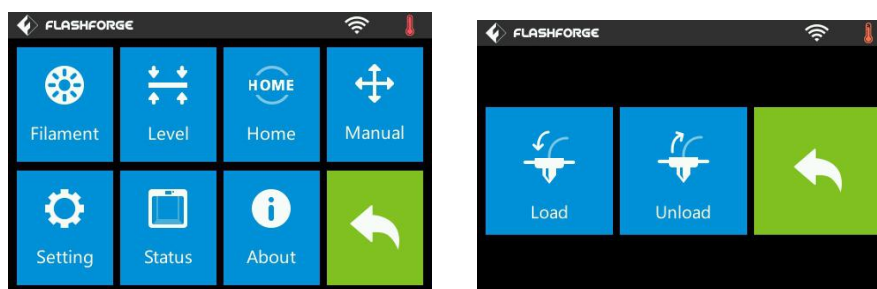 FLASHFORGE
Filament Level HOME Home Manual
Setting Status i About
FLASHFORGE
Load Unload